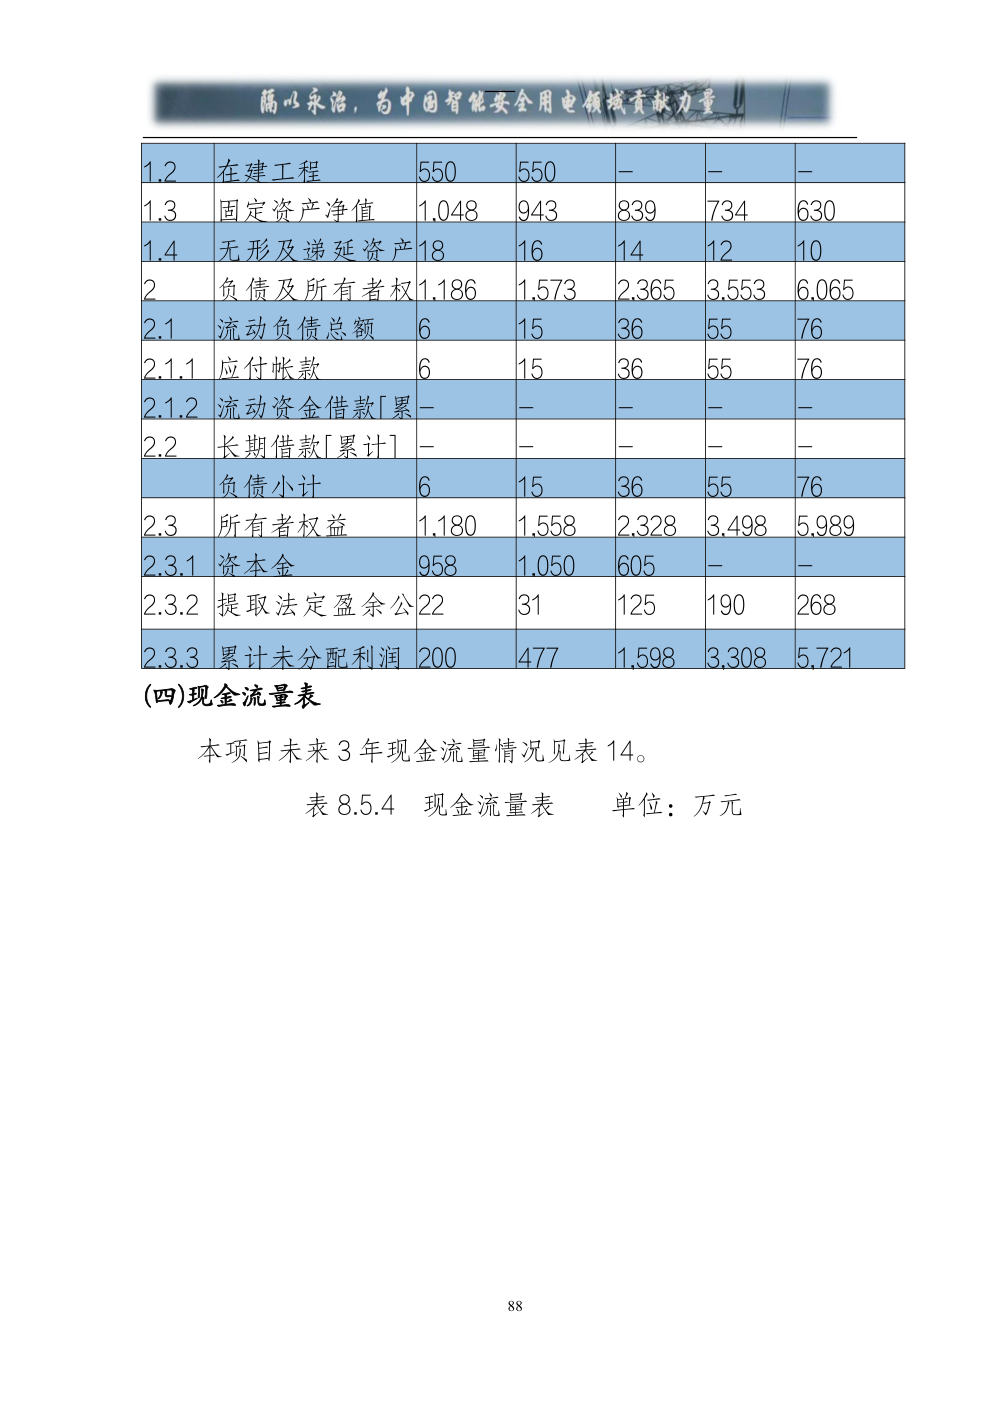 隔以永治，为中国智能安全用电领域贡献力量
1.2 在建工程 550 550 – – –
1.3 固定资产净值 1,048 943 839 734 630
1.4 无形及递延资产 18 16 14 12 10
2 负债及所有者权 1,186 1,573 2,365 3,553 6,065
2.1 流动负债总额 6 15 36 55 76
2.1.1 应付帐款 6 15 36 55 76
2.1.2 流动资金借款[累 – – – – –
2.2 长期借款[累计] – – – – –
负债小计 6 15 36 55 76
2.3 所有者权益 1,180 1,558 2,328 3,498 5,989
2.3.1 资本金 958 1,050 605 – –
2.3.2 提取法定盈余公 22 31 125 190 268
2.3.3 累计未分配利润 200 477 1,598 3,308 5,721
(四)现金流量表
本项目未来 3 年现金流量情况见表 14。
表 8.5.4 现金流量表 单位：万元
88